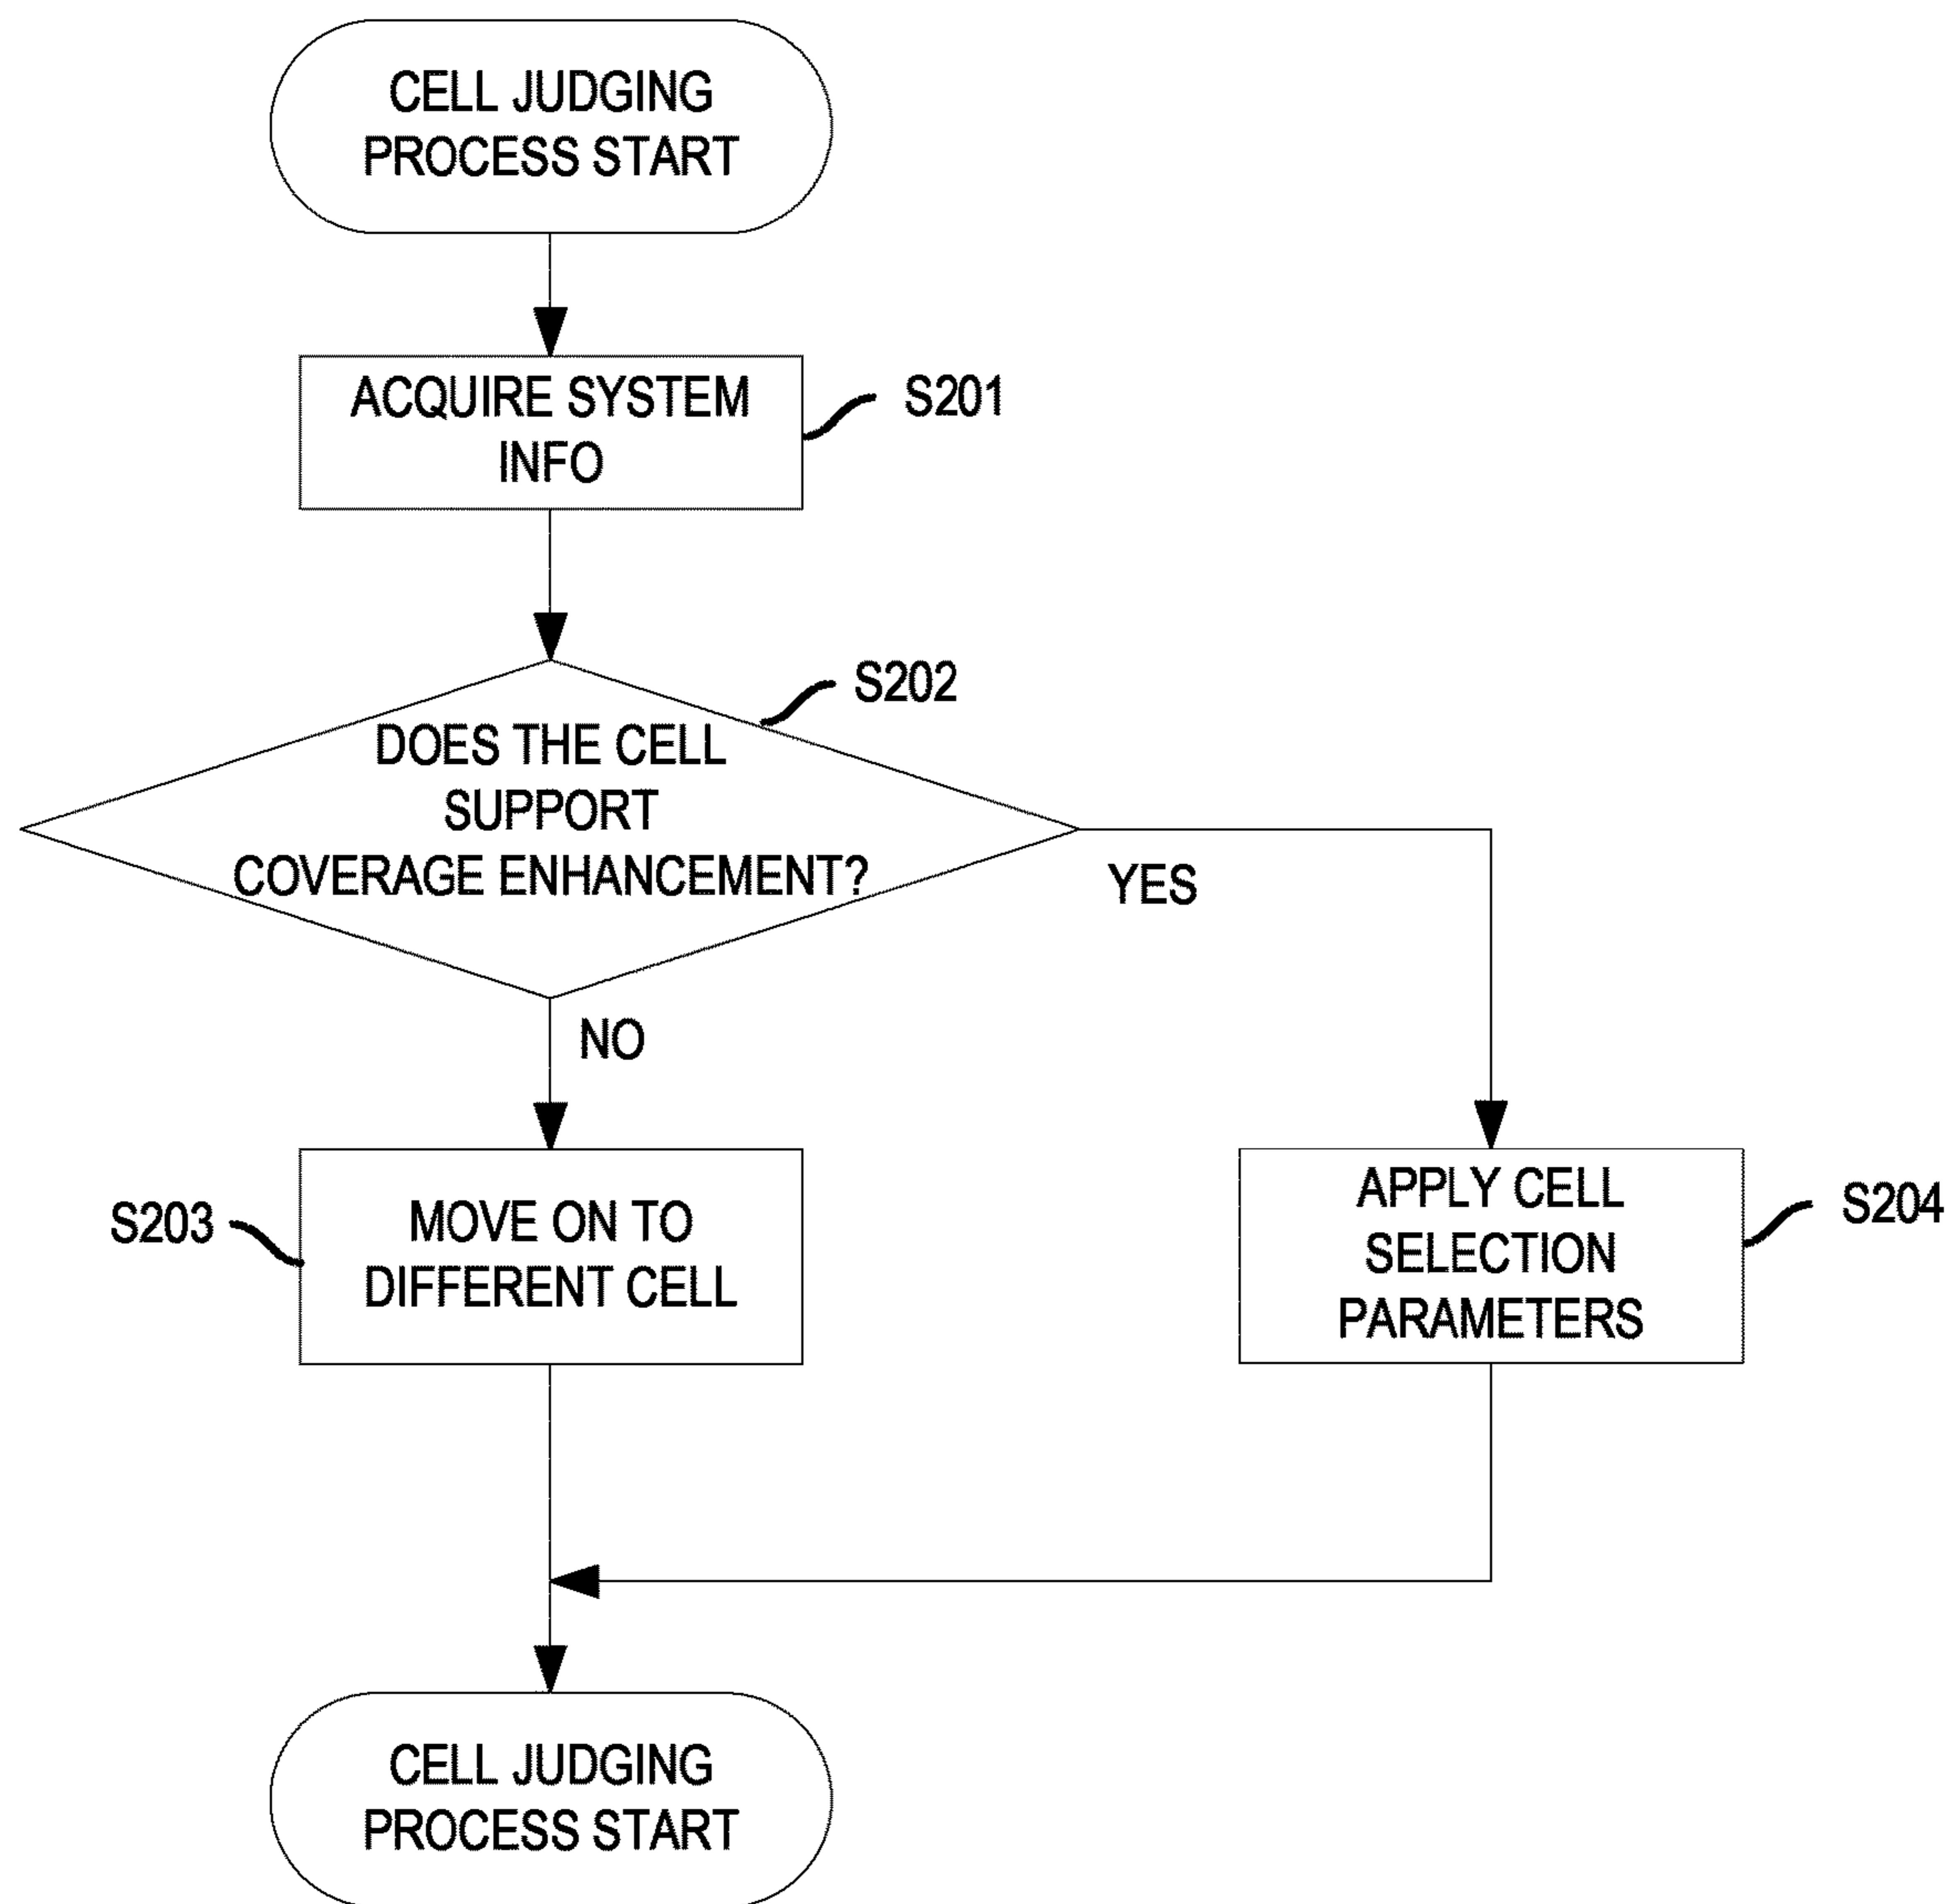 CELL JUDGING
PROCESS START
ACQUIRE SYSTEM
INFO
S201
S202
DOES THE CELL
SUPPORT
COVERAGE ENHANCEMENT?
YES
NO
S203
MOVE ON TO
DIFFERENT CELL
APPLY CELL
SELECTION
PARAMETERS
S204
CELL JUDGING
PROCESS START